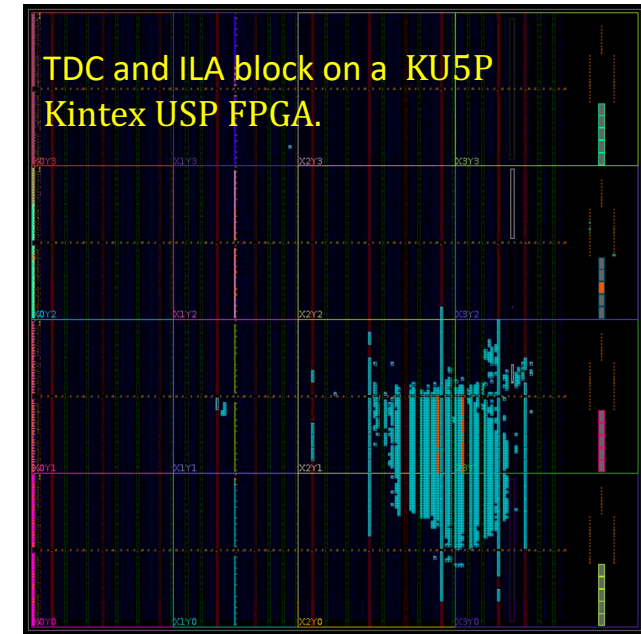 TDC and ILA block on a KU5P
Kintex USP FPGA.
X0Y3 X1Y3 X2Y3 X3Y3
X0Y2 X1Y2 X2Y2 X3Y2
X0Y1 X1Y1 X2Y1
X0Y0 X1Y0 X2Y0 X3Y0